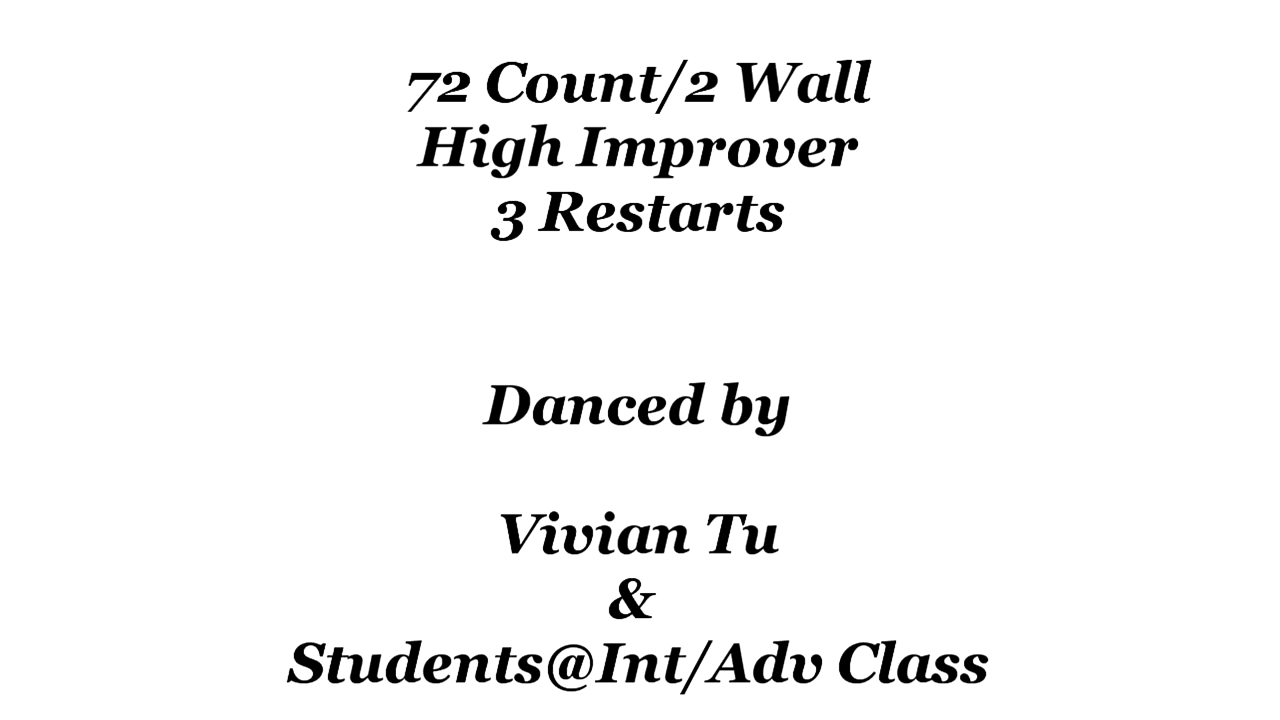 72 Count/2 Wall
High Improver
3 Restarts
Danced by
Vivian Tu
&
Students@Int/Adv Class